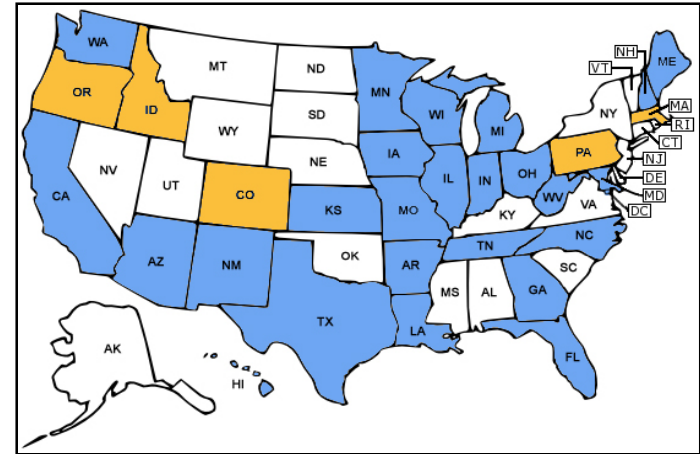 WA
MT
ND
MN
OR
ID
SD
WI
MI
NH
ME
VT
NY
MA
RI
CT
WY
NE
IA
PA
NJ
NV
UT
CO
IL
IN
OH
DE
MD
CA
KS
MO
WV
VA
DC
KY
AZ
NM
OK
AR
TN
NC
SC
TX
LA
MS
AL
GA
FL
AK
HI